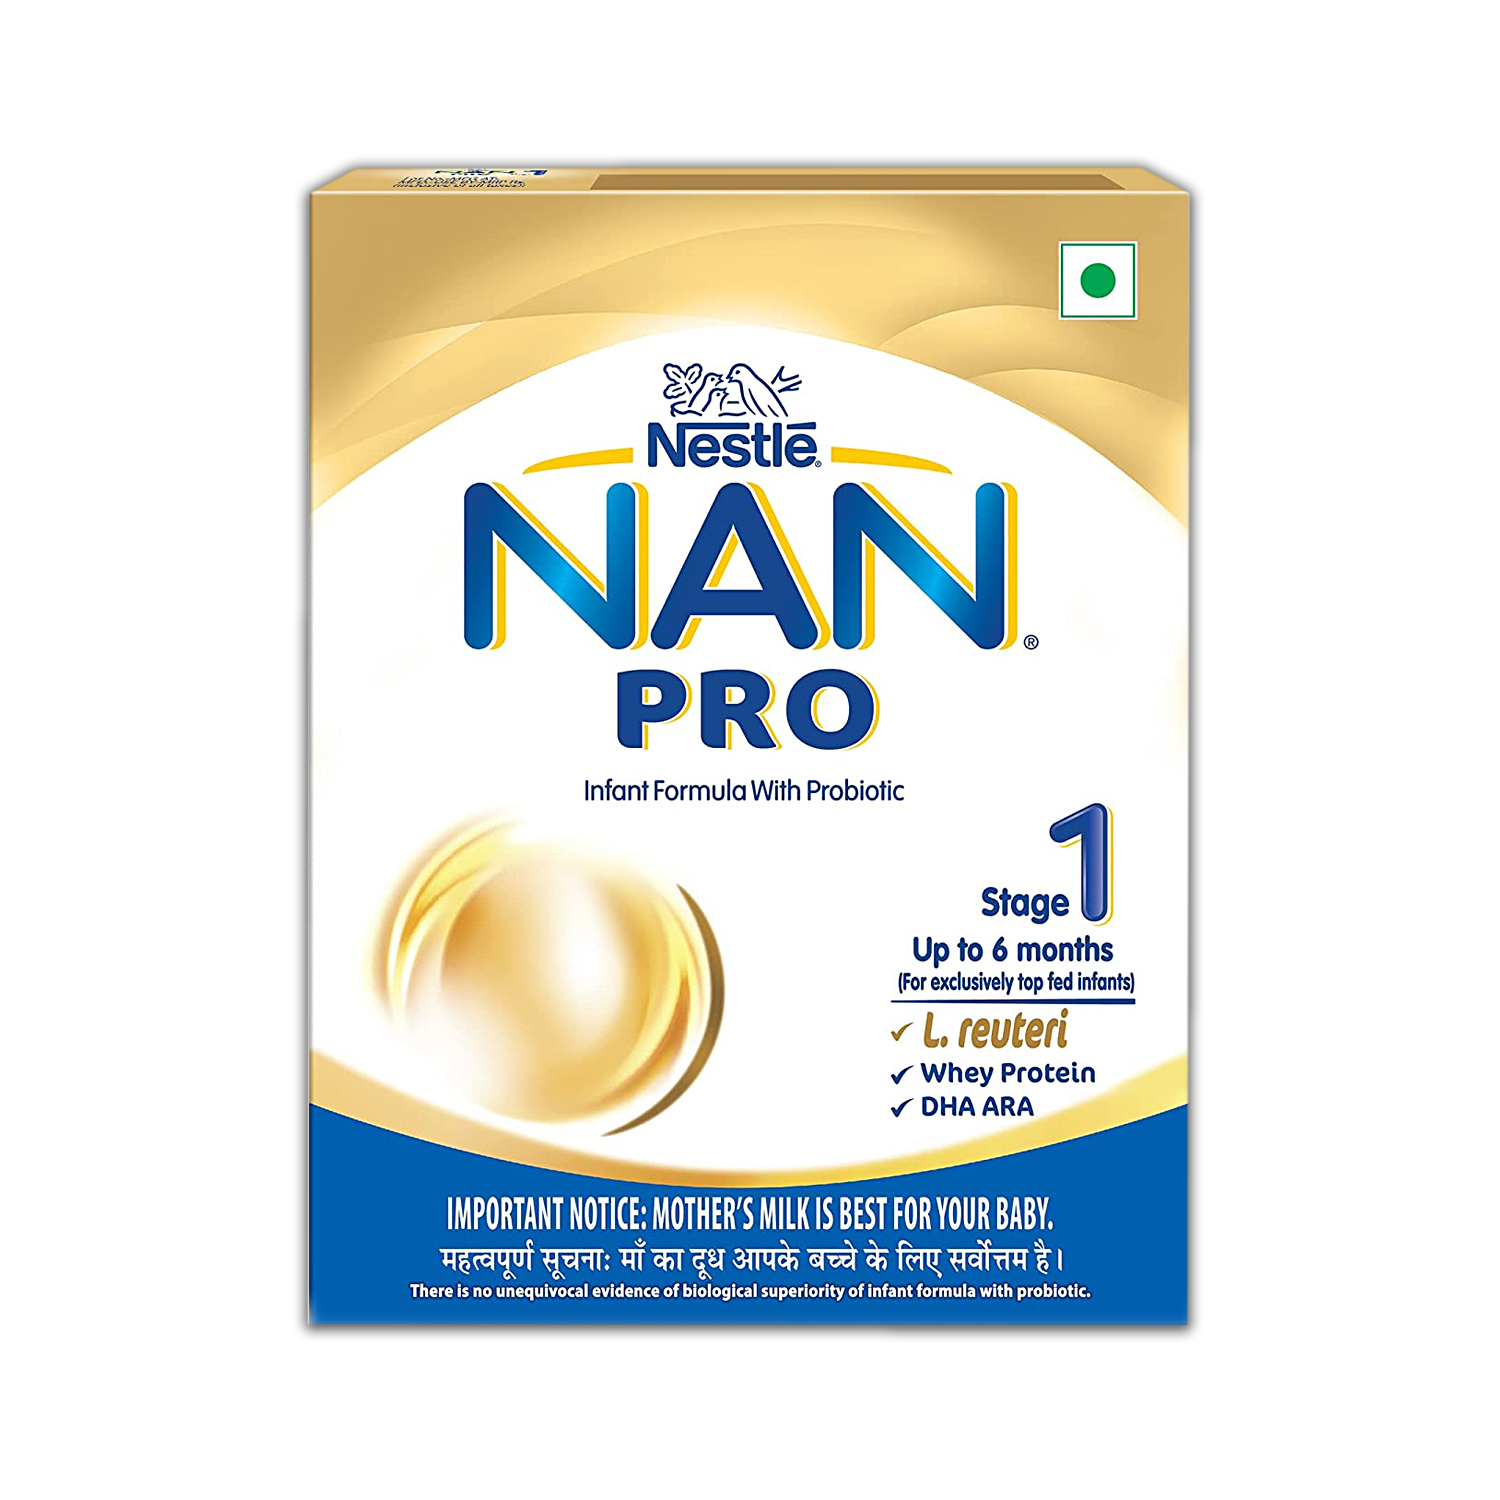 Nestlé®
NAN®
PRO
Infant Formula With Probiotic
Stage 1
Up to 6 months
(For exclusively top fed infants)
L. reuteri
Whey Protein
DHA ARA
IMPORTANT NOTICE: MOTHER'S MILK IS BEST FOR YOUR BABY.
महत्वपूर्ण सूचना: माँ का दूध आपके बच्चे के लिए सर्वोत्तम है।
There is no unequivocal evidence of biological superiority of infant formula with probiotic.